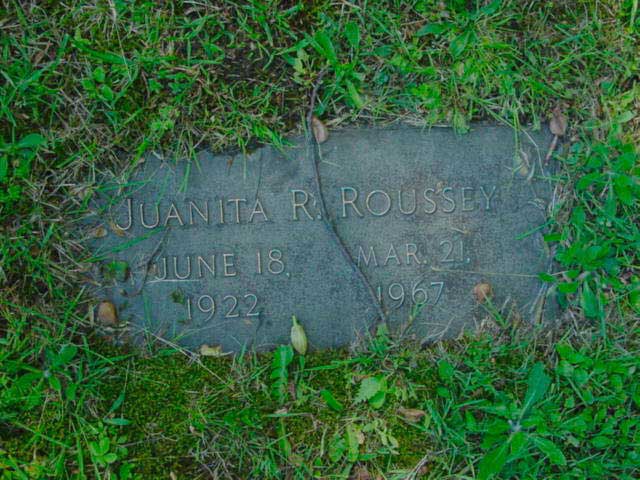 JUANITA R. ROUSSEY
JUNE 18, MAR. 21,
1922 1967